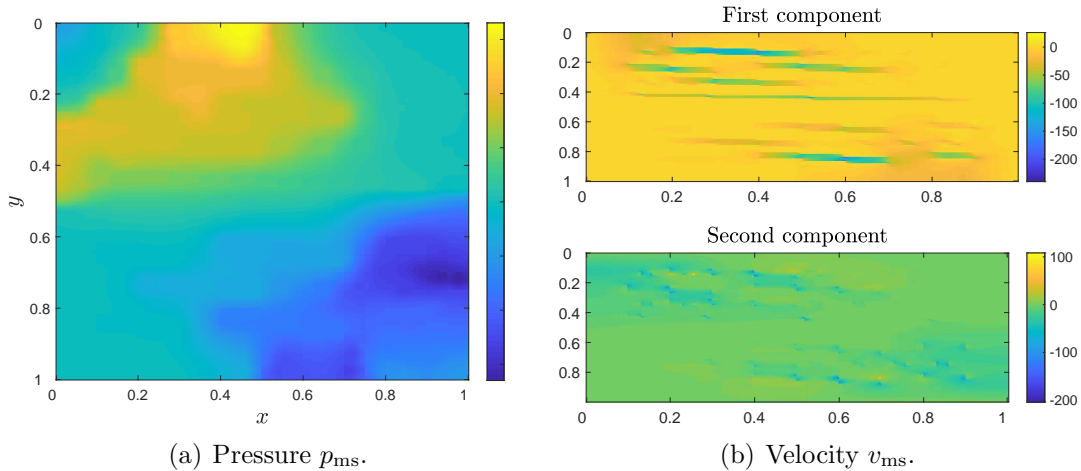 0
0.2
0.4
0.6
0.8
1
y
0 0.2 0.4 0.6 0.8 1
x
(a) Pressure p_ms.
First component
0
0.2
0.4
0.6
0.8
1
0.2 0.4 0.6 0.8
0
-50
-100
-150
-200
Second component
0
0.2
0.4
0.6
0.8
0 0.2 0.4 0.6 0.8 1
100
0
-100
-200
(b) Velocity v_ms.